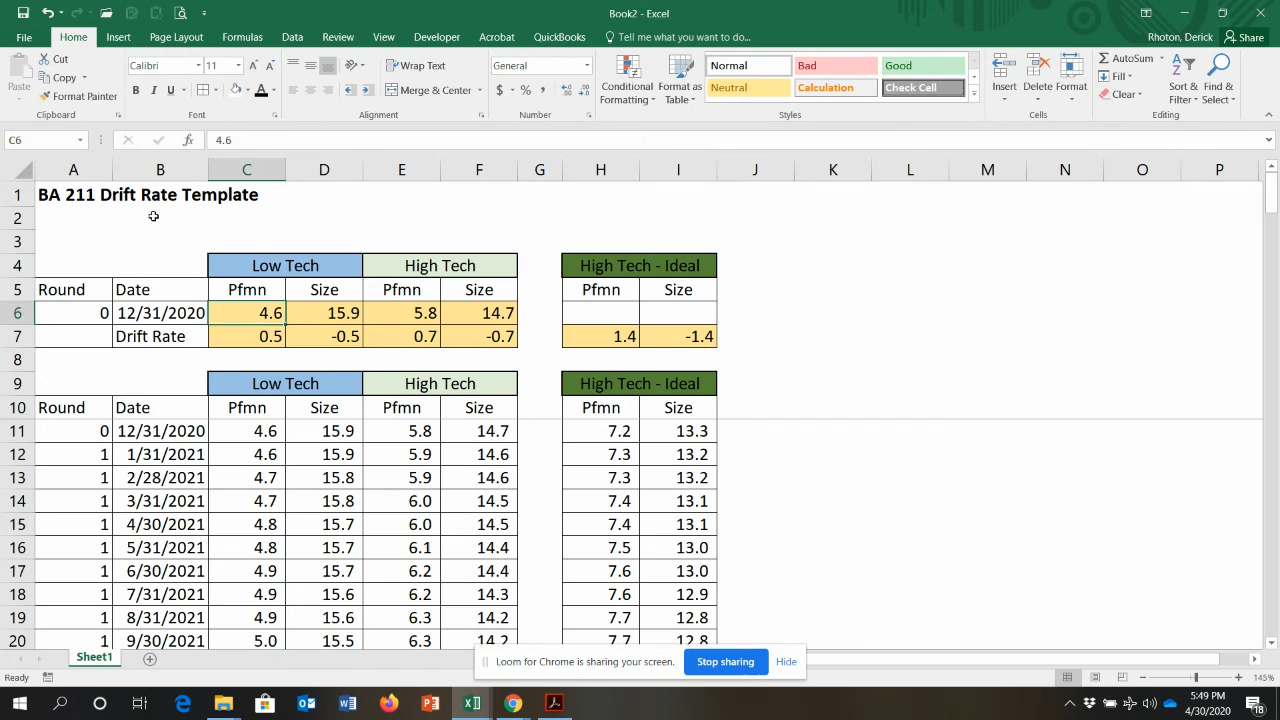 Book2 - Excel
File Home Insert Page Layout Formulas Data Review View Developer Acrobat QuickBooks Tell me what you want to do... Rhoton, Derick Share
Paste Cut Copy Format Painter Clipboard
Calibri 11 B I U A Font
Wrap Text Merge & Center Alignment
General $ % , Number
Conditional Formatting Format as Table
Normal Bad Good
Neutral Calculation Check Cell
Styles
Insert Delete Format Cells
AutoSum Fill Clear Sort & Filter Find & Select Editing
C6 fx 4.6
A B C D E F G H I J K L M N O P
1 BA 211 Drift Rate Template
2
3
4 Low Tech High Tech High Tech - Ideal
5 Round Date Pfmn Size Pfmn Size Pfmn Size
6 0 12/31/2020 4.6 15.9 5.8 14.7
7 Drift Rate 0.5 -0.5 0.7 -0.7 1.4 -1.4
8
9 Low Tech High Tech High Tech - Ideal
10 Round Date Pfmn Size Pfmn Size Pfmn Size
11 0 12/31/2020 4.6 15.9 5.8 14.7 7.2 13.3
12 1 1/31/2021 4.6 15.9 5.9 14.6 7.3 13.2
13 1 2/28/2021 4.7 15.8 5.9 14.6 7.3 13.2
14 1 3/31/2021 4.7 15.8 6.0 14.5 7.4 13.1
15 1 4/30/2021 4.8 15.7 6.0 14.5 7.4 13.1
16 1 5/31/2021 4.8 15.7 6.1 14.4 7.5 13.0
17 1 6/30/2021 4.9 15.7 6.2 14.4 7.6 13.0
18 1 7/31/2021 4.9 15.6 6.2 14.3 7.6 12.9
19 1 8/31/2021 4.9 15.6 6.3 14.2 7.7 12.8
20 1 9/30/2021 5.0 15.5 6.3 14.2 7.7 12.8
Sheet1
Loom for Chrome is sharing your screen. Stop sharing Hide
Ready 145%
5:49 PM
4/30/2020
18